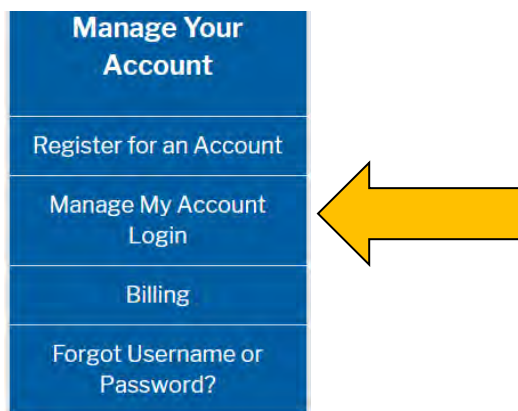 Manage Your
Account
Register for an Account
Manage My Account
Login
Billing
Forgot Username or
Password?